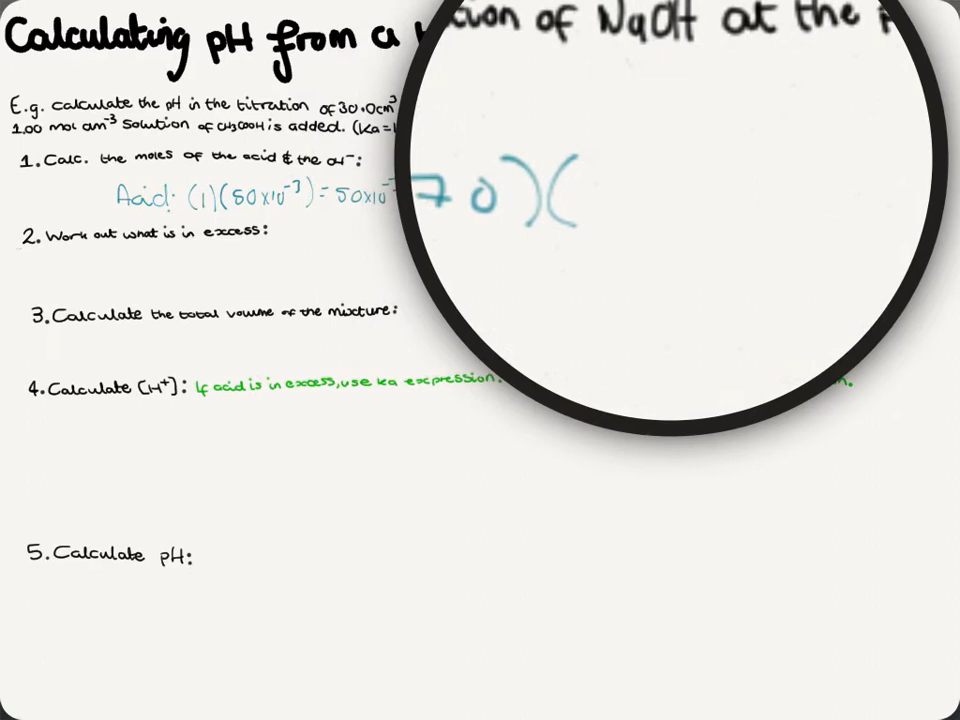 Calculating pH from a
tion of NaOH at the
E.g. calculate the pH in the titration of 30.0cm³
1.00 mol dm⁻³ solution of CH₃COOH is added. (Ka=
1. Calc. the moles of the acid & the OH⁻:
Acid: (1)(50x10⁻³)=50x10⁻
70)(
2. Work out what is in excess:
3. Calculate the total volume of the mixture:
4. Calculate [H⁺]: If acid is in excess, use ka expression.
5. Calculate pH: